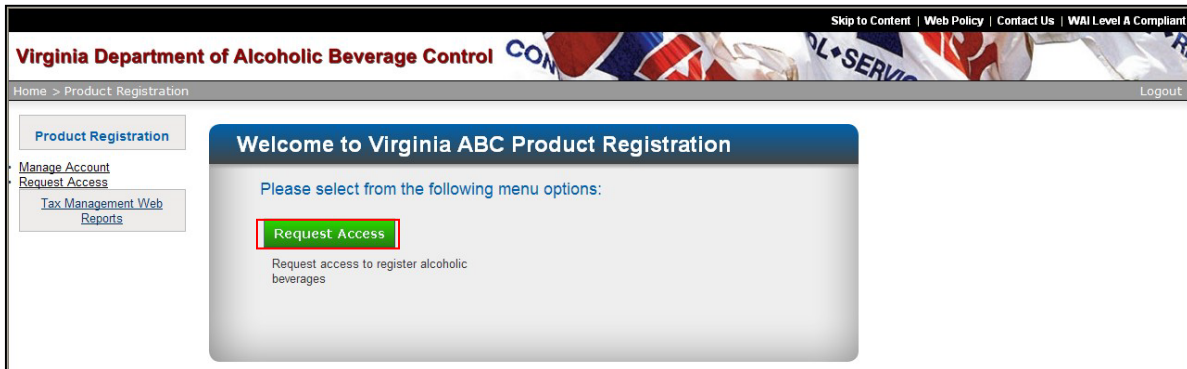 Skip to Content | Web Policy | Contact Us | WAI Level A Compliant
Virginia Department of Alcoholic Beverage Control
Home > Product Registration
Logout
Product Registration
• Manage Account
• Request Access
Tax Management Web
Reports
Welcome to Virginia ABC Product Registration
Please select from the following menu options:
Request Access
Request access to register alcoholic
beverages